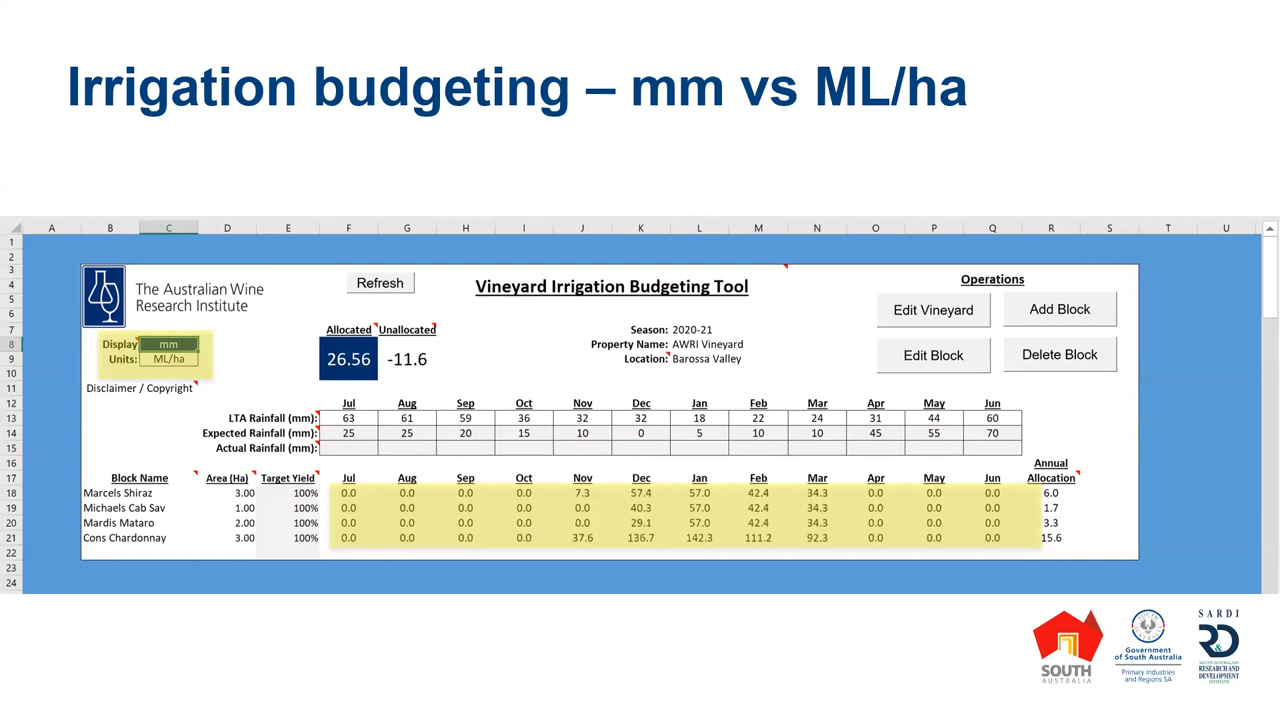 Irrigation budgeting – mm vs ML/ha
A B C D E F G H I J K L M N O P Q R S T U
1
2
3 Operations
4 The Australian Wine Refresh Vineyard Irrigation Budgeting Tool
5 Research Institute Edit Vineyard Add Block
6
7 Allocated Unallocated Season: 2020-21
8 Display mm 26.56 -11.6 Property Name: AWRI Vineyard
9 Units: ML/ha Location: Barossa Valley Edit Block Delete Block
10
11 Disclaimer / Copyright
12 Jul Aug Sep Oct Nov Dec Jan Feb Mar Apr May Jun
13 LTA Rainfall (mm): 63 61 59 36 32 32 18 22 24 31 44 60
14 Expected Rainfall (mm): 25 25 20 15 10 0 5 10 10 45 55 70
15 Actual Rainfall (mm):
16 Annual
17 Block Name Area (Ha) Target Yield Jul Aug Sep Oct Nov Dec Jan Feb Mar Apr May Jun Allocation
18 Marcels Shiraz 3.00 100% 0.0 0.0 0.0 0.0 7.3 57.4 57.0 42.4 34.3 0.0 0.0 0.0 6.0
19 Michaels Cab Sav 1.00 100% 0.0 0.0 0.0 0.0 0.0 40.3 57.0 42.4 34.3 0.0 0.0 0.0 1.7
20 Mardis Mataro 2.00 100% 0.0 0.0 0.0 0.0 0.0 29.1 57.0 42.4 34.3 0.0 0.0 0.0 3.3
21 Cons Chardonnay 3.00 100% 0.0 0.0 0.0 0.0 37.6 136.7 142.3 111.2 92.3 0.0 0.0 0.0 15.6
22
23
24
SOUTH
AUSTRALIA
Government
of South Australia
Primary Industries
and Regions SA
SARDI
R&D
SOUTH AUSTRALIAN
RESEARCH AND
DEVELOPMENT
INSTITUTE